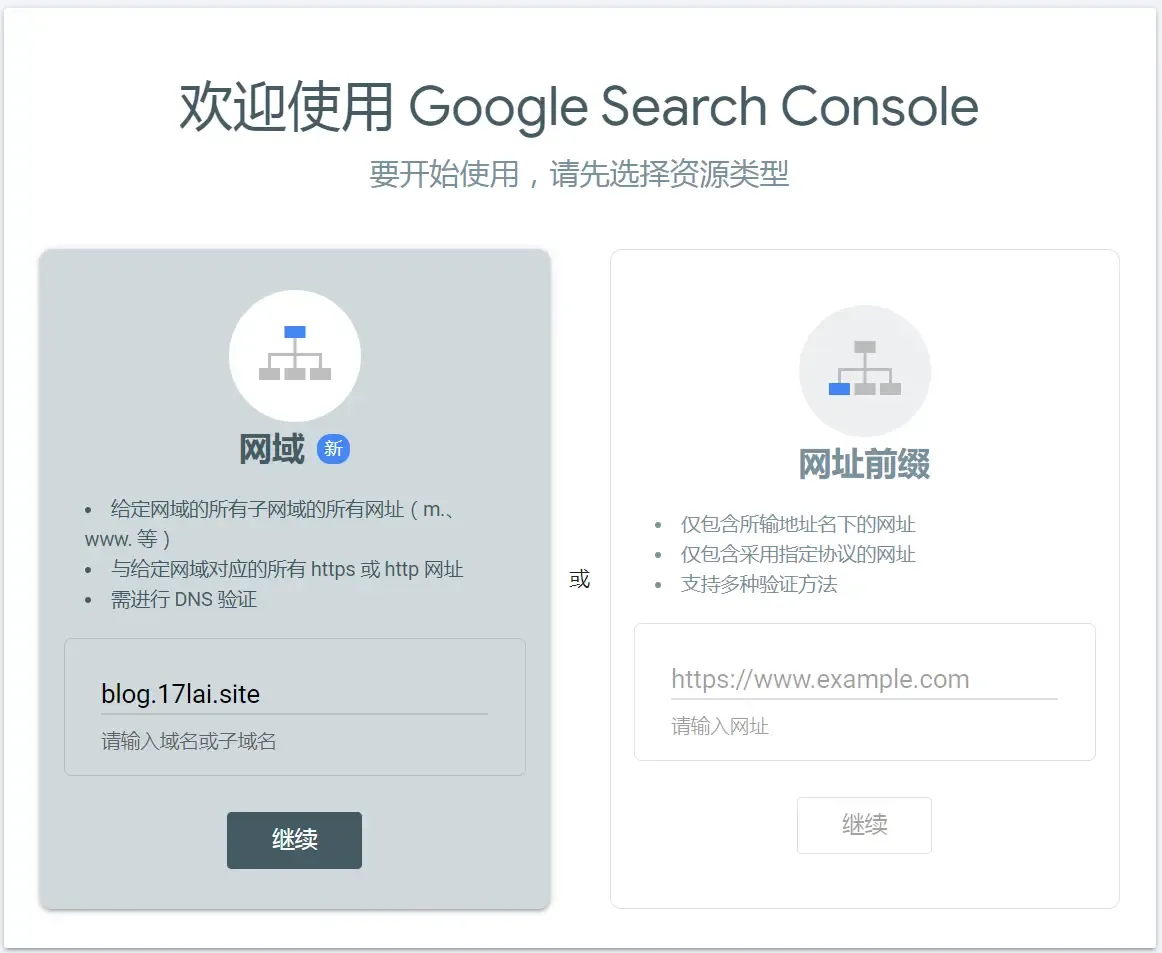 欢迎使用 Google Search Console
要开始使用，请先选择资源类型
网域 新
• 给定网域的所有子网域的所有网址（m.、
www. 等）
• 与给定网域对应的所有 https 或 http 网址
• 需进行 DNS 验证
blog.17lai.site
请输入域名或子域名
继续
或
网址前缀
• 仅包含所输地址名下的网址
• 仅包含采用指定协议的网址
• 支持多种验证方法
https://www.example.com
请输入网址
继续